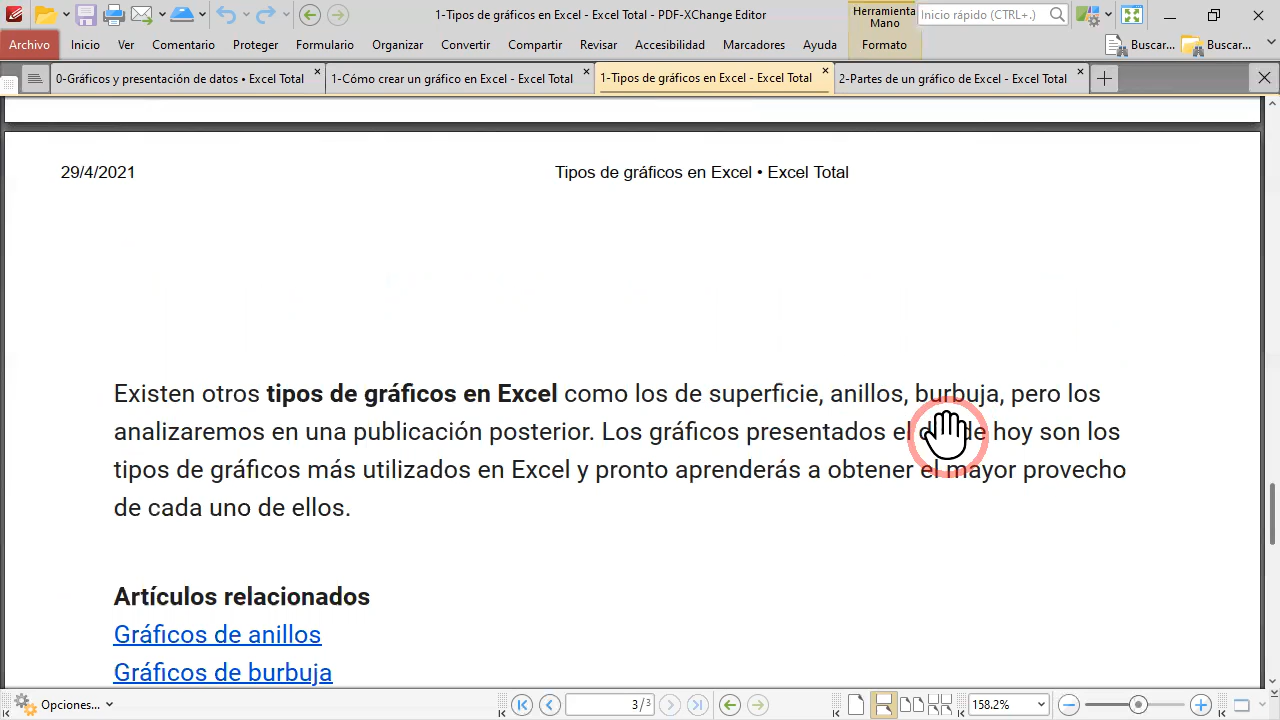 1-Tipos de gráficos en Excel - Excel Total - PDF-XChange Editor
Herramienta
Mano
Inicio rápido (CTRL+.)
Archivo Inicio Ver Comentario Proteger Formulario Organizar Convertir Compartir Revisar Accesibilidad Marcadores Ayuda Formato Buscar... Buscar...
0-Gráficos y presentación de datos • Excel Total 1-Cómo crear un gráfico en Excel - Excel Total 1-Tipos de gráficos en Excel - Excel Total 2-Partes de un gráfico de Excel - Excel Total
29/4/2021 Tipos de gráficos en Excel • Excel Total
Existen otros tipos de gráficos en Excel como los de superficie, anillos, burbuja, pero los
analizaremos en una publicación posterior. Los gráficos presentados el de hoy son los
tipos de gráficos más utilizados en Excel y pronto aprenderás a obtener el mayor provecho
de cada uno de ellos.
Artículos relacionados
Gráficos de anillos
Gráficos de burbuja
Opciones... 3/3 158.2%